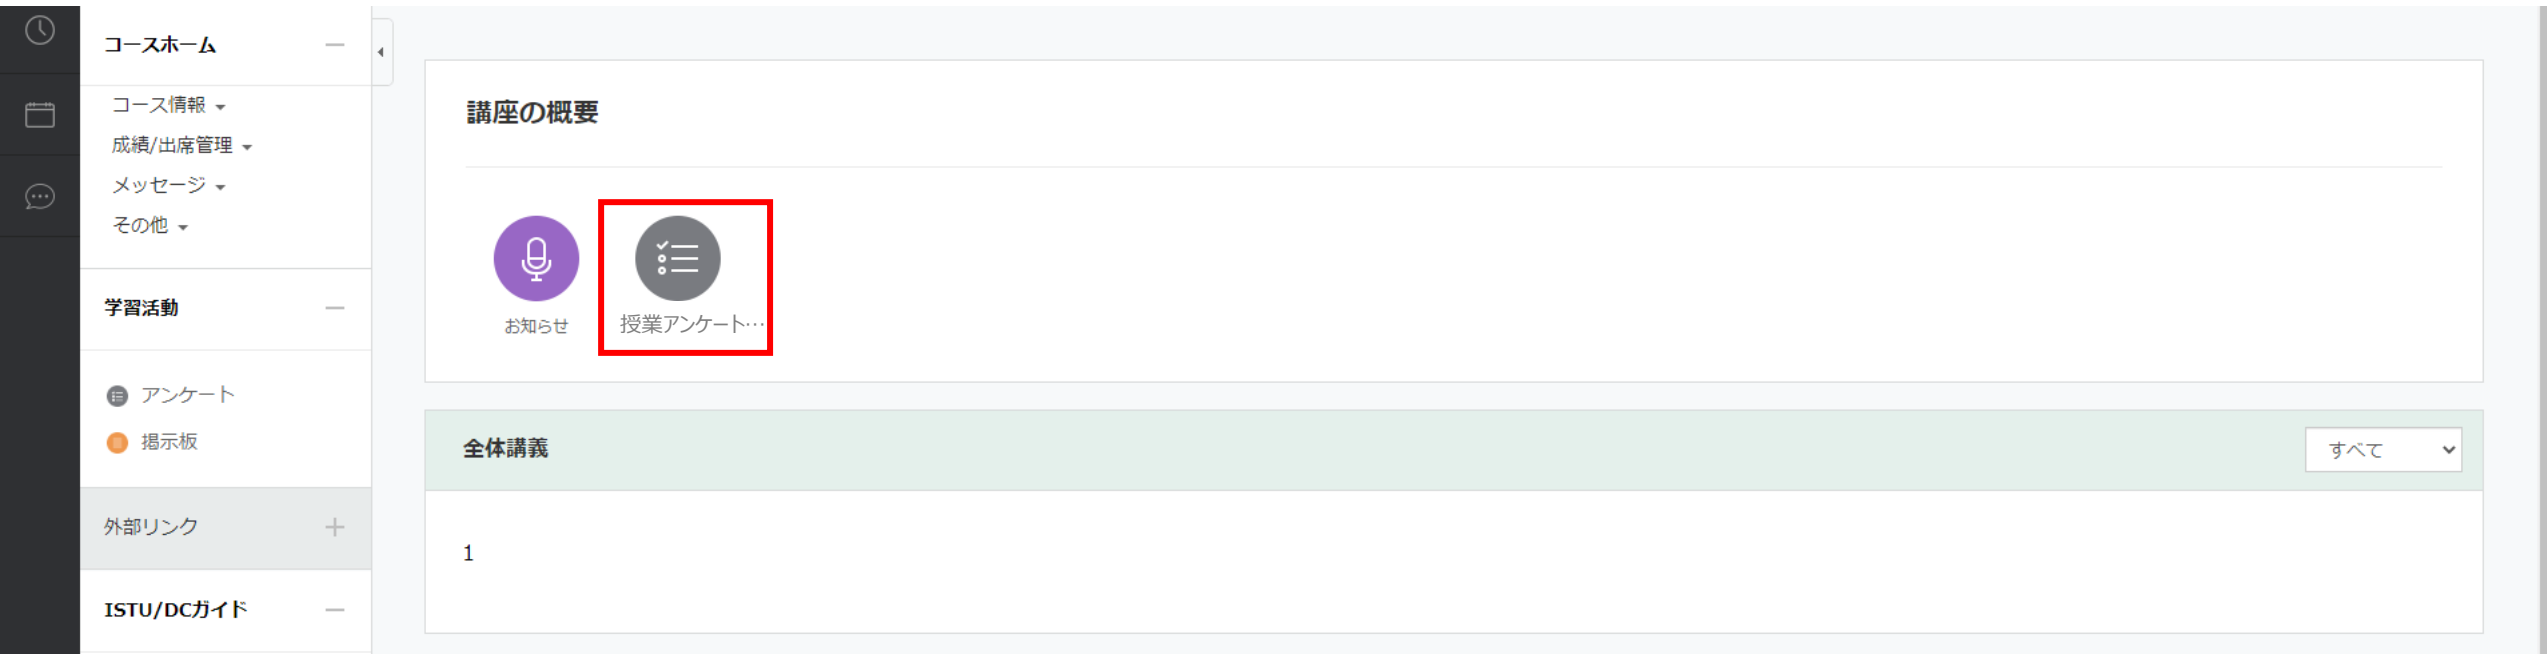 コースホーム
コース情報
成績/出席管理
メッセージ
その他
学習活動
アンケート
掲示板
外部リンク
ISTU/DCガイド
講座の概要
お知らせ
授業アンケート…
全体講義
すべて
1